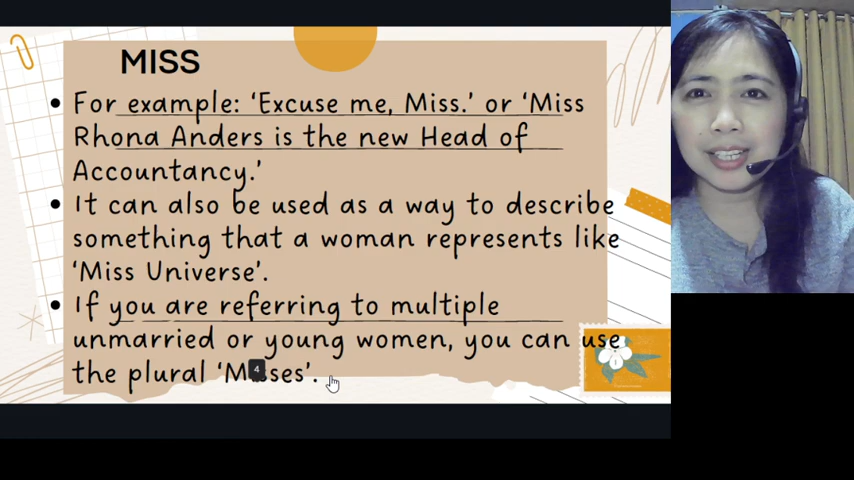 MISS
• For example: 'Excuse me, Miss.' or 'Miss
Rhona Anders is the new Head of
Accountancy.'
• It can also be used as a way to describe
something that a woman represents like
'Miss Universe'.
• If you are referring to multiple
unmarried or young women, you can use
the plural 'Misses'.
4